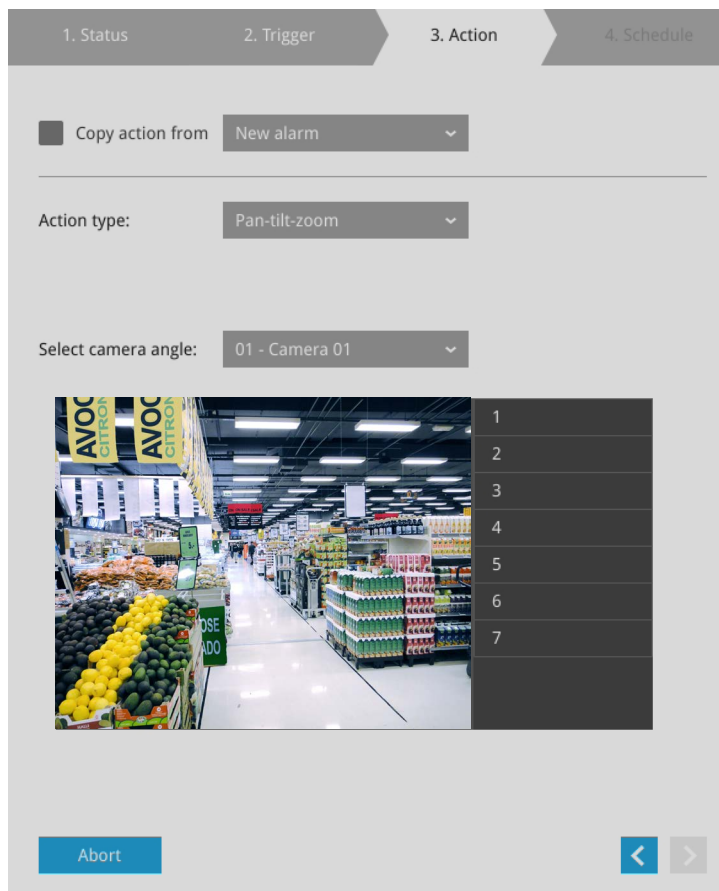 1. Status
2. Trigger
3. Action
4. Schedule
Copy action from
New alarm
Action type:
Pan-tilt-zoom
Select camera angle:
01 - Camera 01
AVOC
CITRON
AVOC
CITRON
OSE
ADO
1
2
3
4
5
6
7
Abort